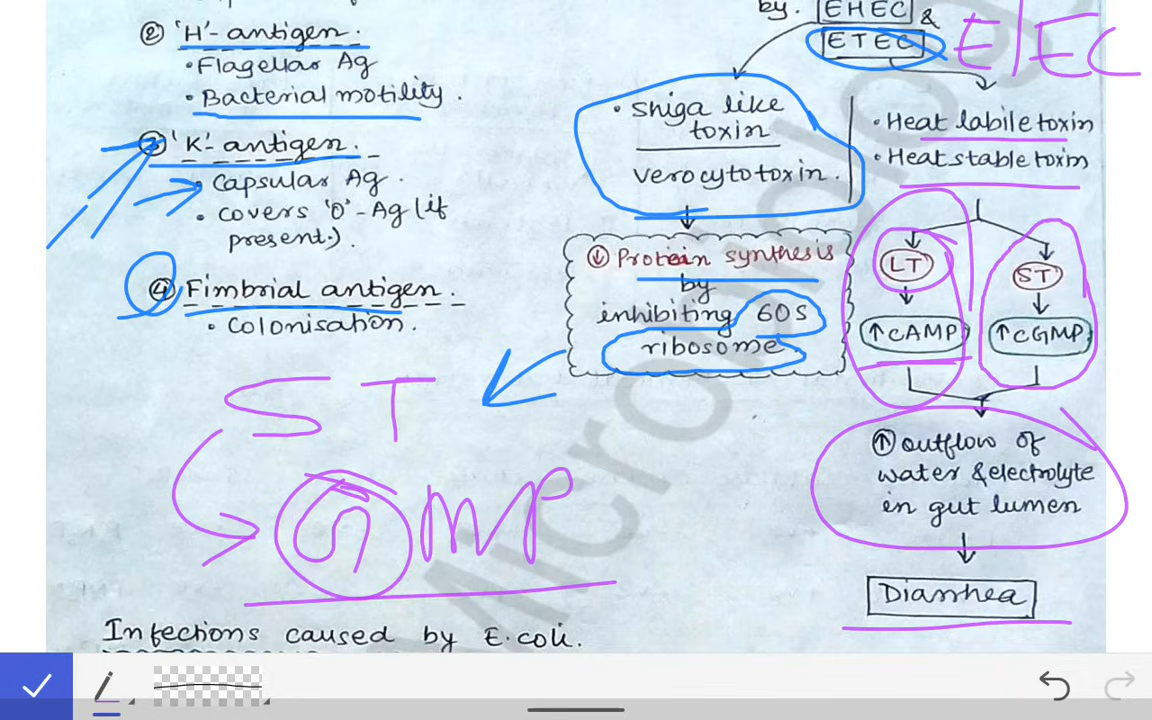 ② 'H'- antigen.
• Flagellar Ag
• Bacterial motility.
③ 'K'- antigen.
• Capsular Ag.
• covers 'O'-Ag (if
present.).
④ Fimbrial antigen.
• Colonisation.
by. EHEC &
ETEC
EIEC
• Shiga like
toxin
verocytotoxin.
↓ Protein synthesis
by
inhibiting 60S
ribosome.
• Heat labile toxin
• Heat stable toxin
LT
ST
↑cAMP
↑cGMP
↑ outflow of
water & electrolyte
in gut lumen
Diarrhea
ST
GMP
Infections caused by E.coli.